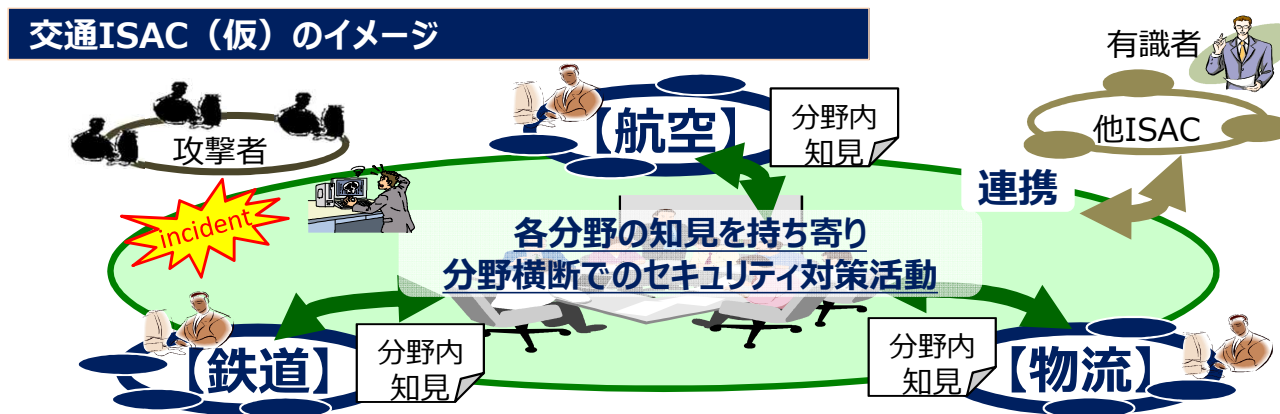 交通ISAC（仮）のイメージ
有識者
攻撃者
【航空】
分野内
知見
他ISAC
連携
incident
各分野の知見を持ち寄り
分野横断でのセキュリティ対策活動
【鉄道】
分野内
知見
分野内
知見
【物流】